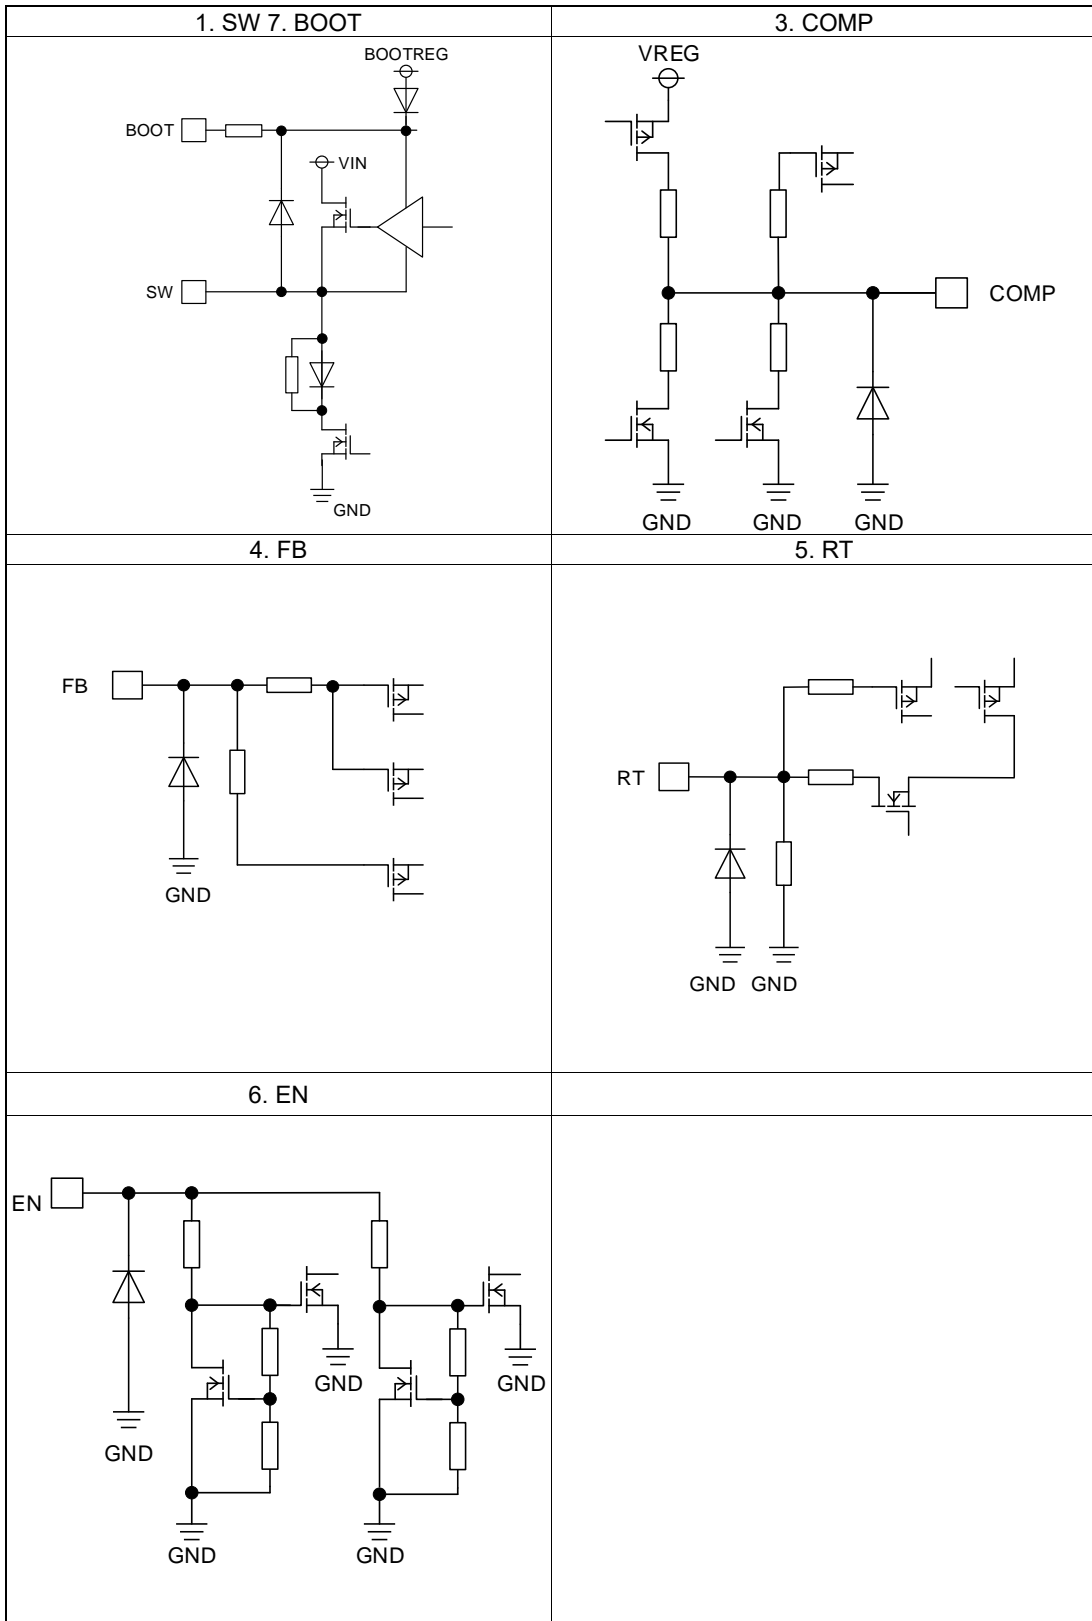 1. SW 7. BOOT
BOOTREG
BOOT
VIN
SW
GND
3. COMP
VREG
COMP
GND GND GND
4. FB
FB
GND
5. RT
RT
GND GND
6. EN
EN
GND GND
GND
GND GND